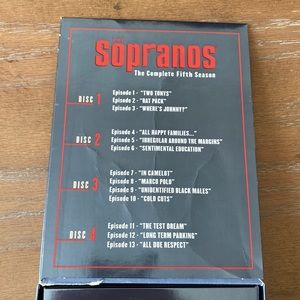 THE
SOPRANOS
The Complete Fifth Season
DISC 1
Episode 1 - "TWO TONYS"
Episode 2 - "RAT PACK"
Episode 3 - "WHERE'S JOHNNY?"
DISC 2
Episode 4 - "ALL HAPPY FAMILIES..."
Episode 5 - "IRREGULAR AROUND THE MARGINS"
Episode 6 - "SENTIMENTAL EDUCATION"
DISC 3
Episode 7 - "IN CAMELOT"
Episode 8 - "MARCO POLO"
Episode 9 - "UNIDENTIFIED BLACK MALES"
Episode 10 - "COLD CUTS"
DISC 4
Episode 11 - "THE TEST DREAM"
Episode 12 - "LONG TERM PARKING"
Episode 13 - "ALL DUE RESPECT"